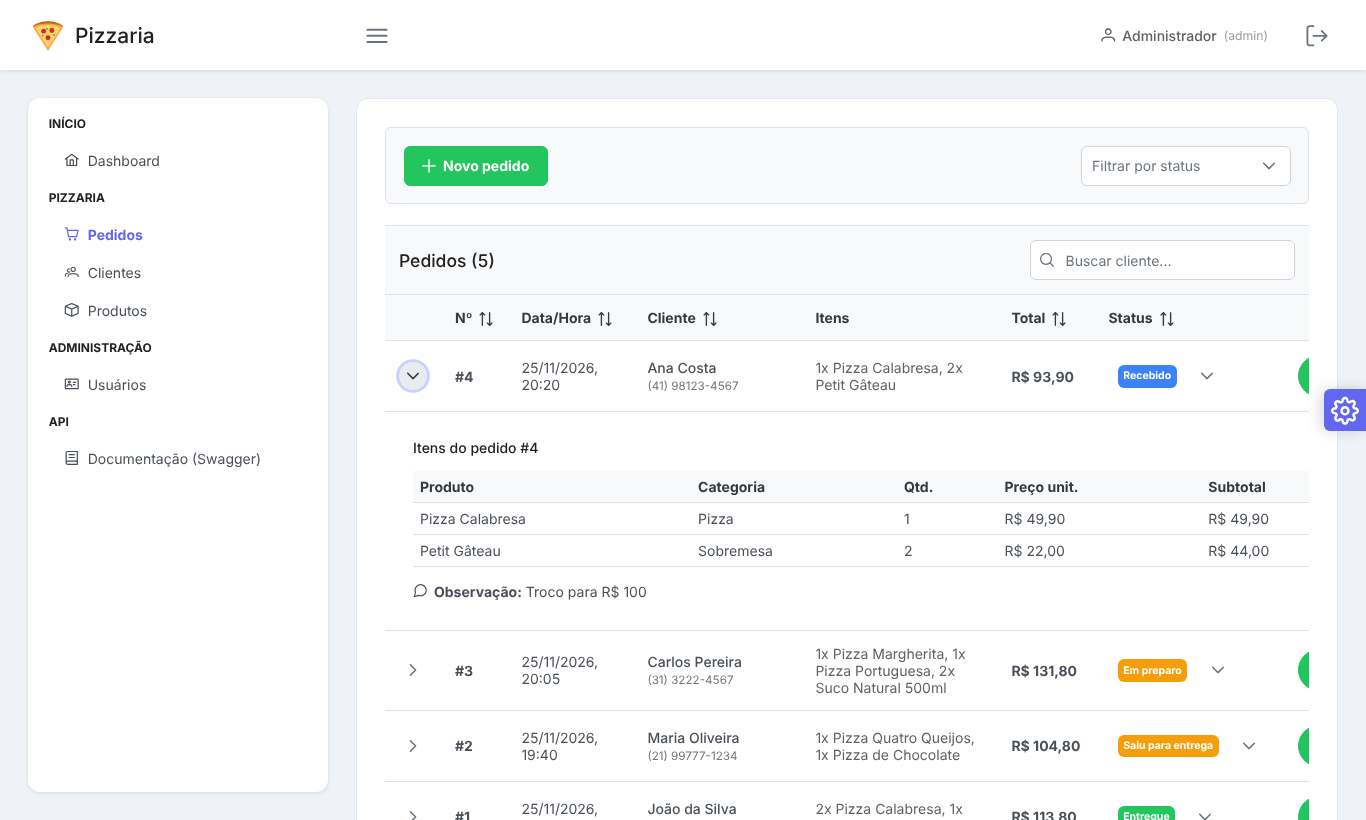 Pizzaria
Administrador (admin)
INÍCIO
Dashboard
PIZZARIA
Pedidos
Clientes
Produtos
ADMINISTRAÇÃO
Usuários
API
Documentação (Swagger)
Novo pedido
Filtrar por status
Pedidos (5)
Buscar cliente...
Nº Data/Hora Cliente Itens Total Status
#4 25/11/2026, 20:20 Ana Costa (41) 98123-4567 1x Pizza Calabresa, 2x Petit Gâteau R$ 93,90 Recebido
Itens do pedido #4
Produto Categoria Qtd. Preço unit. Subtotal
Pizza Calabresa Pizza 1 R$ 49,90 R$ 49,90
Petit Gâteau Sobremesa 2 R$ 22,00 R$ 44,00
Observação: Troco para R$ 100
#3 25/11/2026, 20:05 Carlos Pereira (31) 3222-4567 1x Pizza Margherita, 1x Pizza Portuguesa, 2x Suco Natural 500ml R$ 131,80 Em preparo
#2 25/11/2026, 19:40 Maria Oliveira (21) 99777-1234 1x Pizza Quatro Queijos, 1x Pizza de Chocolate R$ 104,80 Saiu para entrega
#1 25/11/2026, João da Silva 2x Pizza Calabresa, 1x R$ 113,80 Entregue